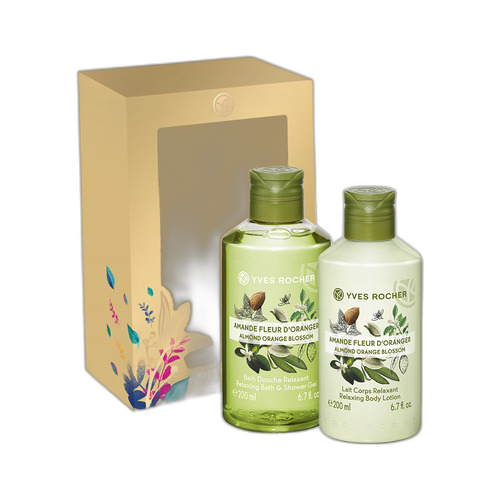 YVES ROCHER
AMANDE FLEUR D'ORANGER
ALMOND ORANGE BLOSSOM
Bain Douche Relaxant
Relaxing Bath & Shower Gel
℮200 ml 6.7 fl. oz.
YVES ROCHER
AMANDE FLEUR D'ORANGER
ALMOND ORANGE BLOSSOM
Lait Corps Relaxant
Relaxing Body Lotion
℮200 ml 6.7 fl. oz.